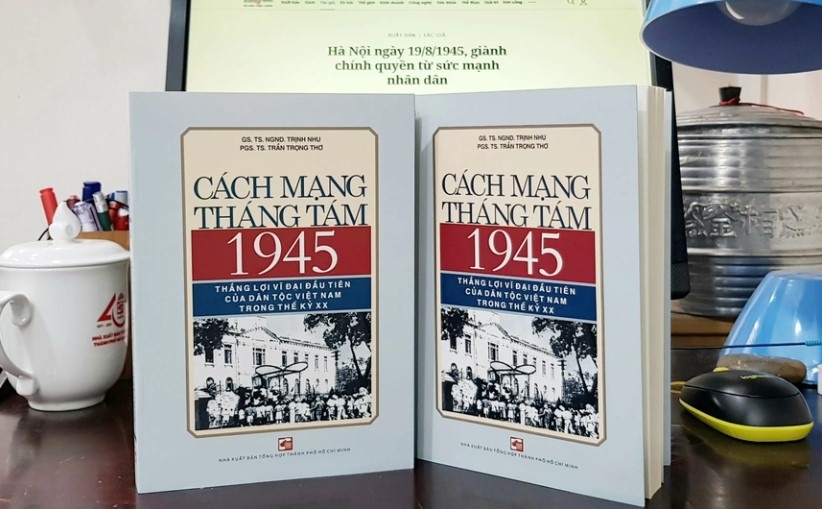 XUẤT BẢN | TÁC GIẢ
Hà Nội ngày 19/8/1945, giành
chính quyền từ sức mạnh
nhân dân
GS. TS. NGND. TRỊNH NHU
PGS. TS. TRẦN TRỌNG THƠ
CÁCH MẠNG
THÁNG TÁM
1945
THẮNG LỢI VĨ ĐẠI ĐẦU TIÊN
CỦA DÂN TỘC VIỆT NAM
TRONG THẾ KỶ XX
NHÀ XUẤT BẢN TỔNG HỢP THÀNH PHỐ HỒ CHÍ MINH
GS. TS. NGND. TRỊNH NHU
PGS. TS. TRẦN TRỌNG THƠ
CÁCH MẠNG
THÁNG TÁM
1945
THẮNG LỢI VĨ ĐẠI ĐẦU TIÊN
CỦA DÂN TỘC VIỆT NAM
TRONG THẾ KỶ XX
NHÀ XUẤT BẢN TỔNG HỢP THÀNH PHỐ HỒ CHÍ MINH